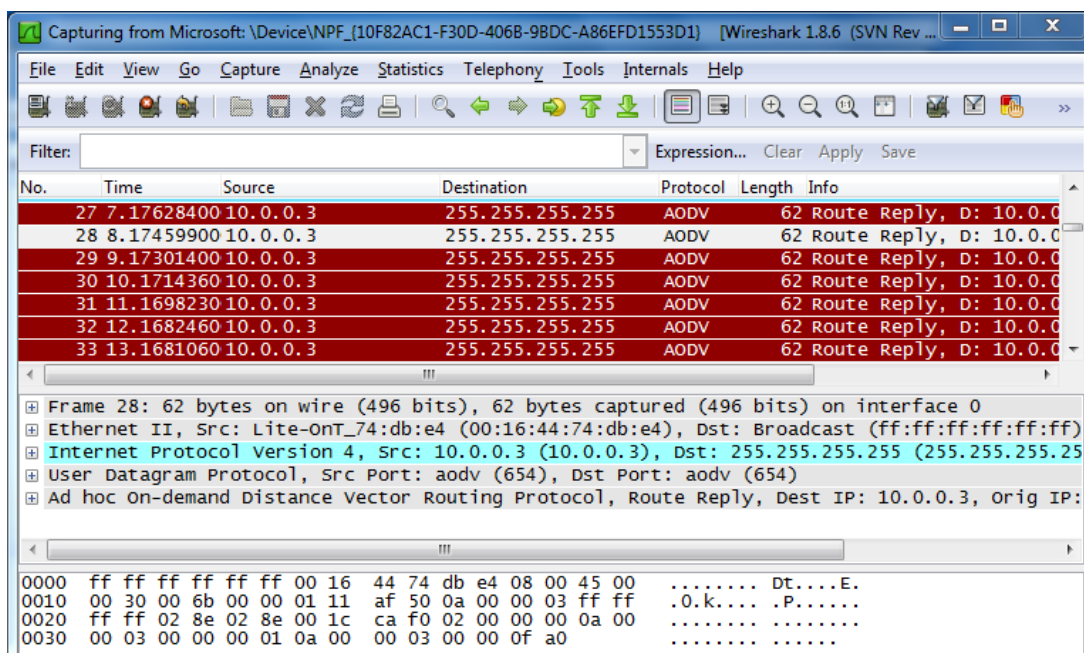 Capturing from Microsoft: \Device\NPF_{10F82AC1-F30D-406B-9BDC-A86EFD1553D1} [Wireshark 1.8.6 (SVN Rev ...
File Edit View Go Capture Analyze Statistics Telephony Tools Internals Help
Filter: Expression... Clear Apply Save
No. Time Source Destination Protocol Length Info
27 7.17628400 10.0.0.3 255.255.255.255 AODV 62 Route Reply, D: 10.0.0
28 8.17459900 10.0.0.3 255.255.255.255 AODV 62 Route Reply, D: 10.0.0
29 9.17301400 10.0.0.3 255.255.255.255 AODV 62 Route Reply, D: 10.0.0
30 10.1714360 10.0.0.3 255.255.255.255 AODV 62 Route Reply, D: 10.0.0
31 11.1698230 10.0.0.3 255.255.255.255 AODV 62 Route Reply, D: 10.0.0
32 12.1682460 10.0.0.3 255.255.255.255 AODV 62 Route Reply, D: 10.0.0
33 13.1681060 10.0.0.3 255.255.255.255 AODV 62 Route Reply, D: 10.0.0
Frame 28: 62 bytes on wire (496 bits), 62 bytes captured (496 bits) on interface 0
Ethernet II, Src: Lite-OnT_74:db:e4 (00:16:44:74:db:e4), Dst: Broadcast (ff:ff:ff:ff:ff:ff)
Internet Protocol Version 4, Src: 10.0.0.3 (10.0.0.3), Dst: 255.255.255.255 (255.255.255.25
User Datagram Protocol, Src Port: aodv (654), Dst Port: aodv (654)
Ad hoc On-demand Distance Vector Routing Protocol, Route Reply, Dest IP: 10.0.0.3, Orig IP:
0000 ff ff ff ff ff ff 00 16 44 74 db e4 08 00 45 00 ........ Dt....E.
0010 00 30 00 6b 00 00 01 11 af 50 0a 00 00 03 ff ff .0.k.... .P......
0020 ff ff 02 8e 02 8e 00 1c ca f0 02 00 00 00 0a 00 ........ ........
0030 00 03 00 00 00 01 0a 00 00 03 00 00 0f a0 ........ ......